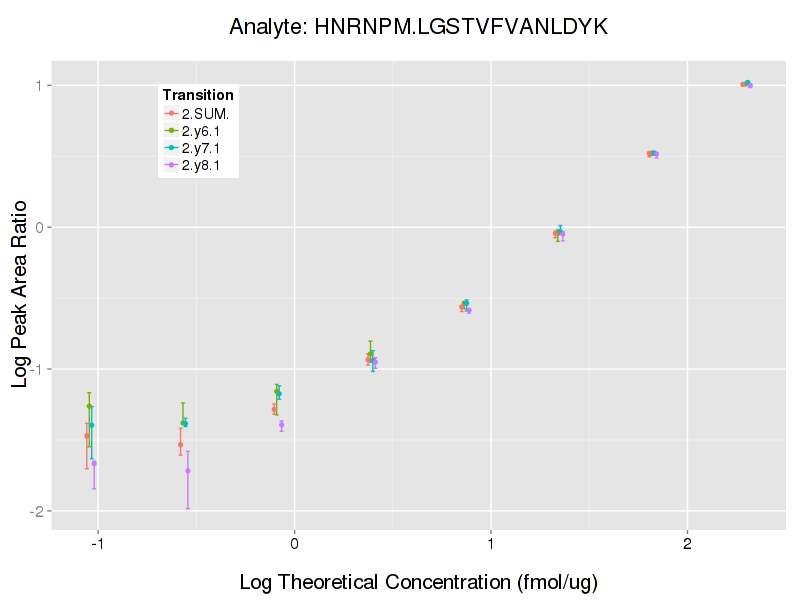 Analyte: HNRNPM.LGSTVFVANLDYK
Transition
2.SUM.
2.y6.1
2.y7.1
2.y8.1
Log Peak Area Ratio
1
0
-1
-2
-1
0
1
2
Log Theoretical Concentration (fmol/ug)